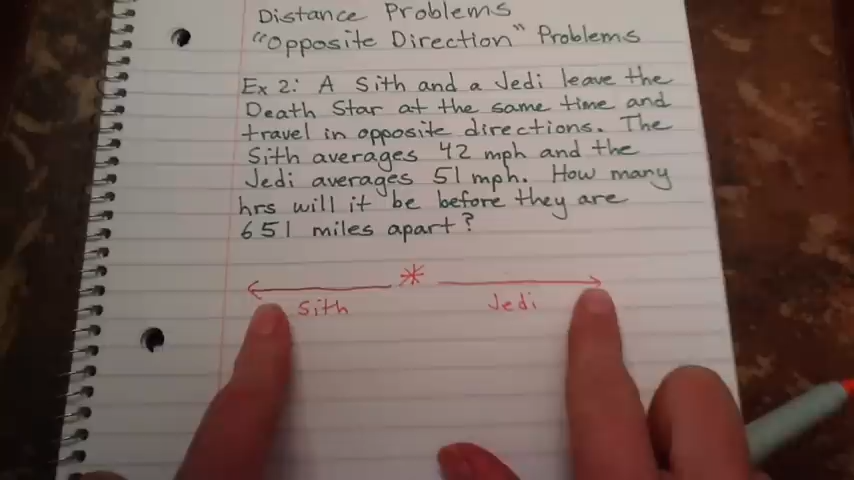 Distance Problems
"Opposite Direction" Problems
Ex 2: A Sith and a Jedi leave the
Death Star at the same time and
travel in opposite directions. The
Sith averages 42 mph and the
Jedi averages 51 mph. How many
hrs will it be before they are
651 miles apart?
Sith Jedi